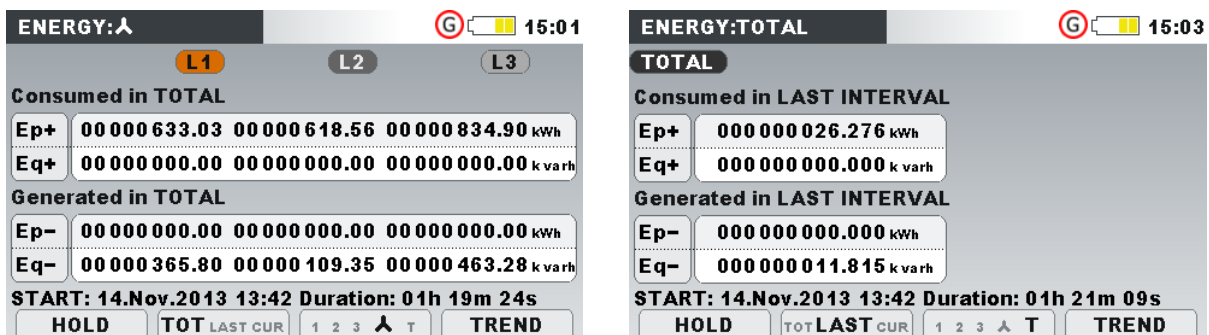 ENERGY:⅄ G 15:01
L1 L2 L3
Consumed in TOTAL
Ep+ 00000633.03 00000618.56 00000834.90 kWh
Eq+ 00000000.00 00000000.00 00000000.00 k varh
Generated in TOTAL
Ep- 00000000.00 00000000.00 00000000.00 kWh
Eq- 00000365.80 00000109.35 00000463.28 k varh
START: 14.Nov.2013 13:42 Duration: 01h 19m 24s
HOLD TOT LAST CUR 1 2 3 ⅄ T TREND
ENERGY:TOTAL G 15:03
TOTAL
Consumed in LAST INTERVAL
Ep+ 000000026.276 kWh
Eq+ 000000000.000 k varh
Generated in LAST INTERVAL
Ep- 000000000.000 kWh
Eq- 000000011.815 k varh
START: 14.Nov.2013 13:42 Duration: 01h 21m 09s
HOLD TOT LAST CUR 1 2 3 ⅄ T TREND